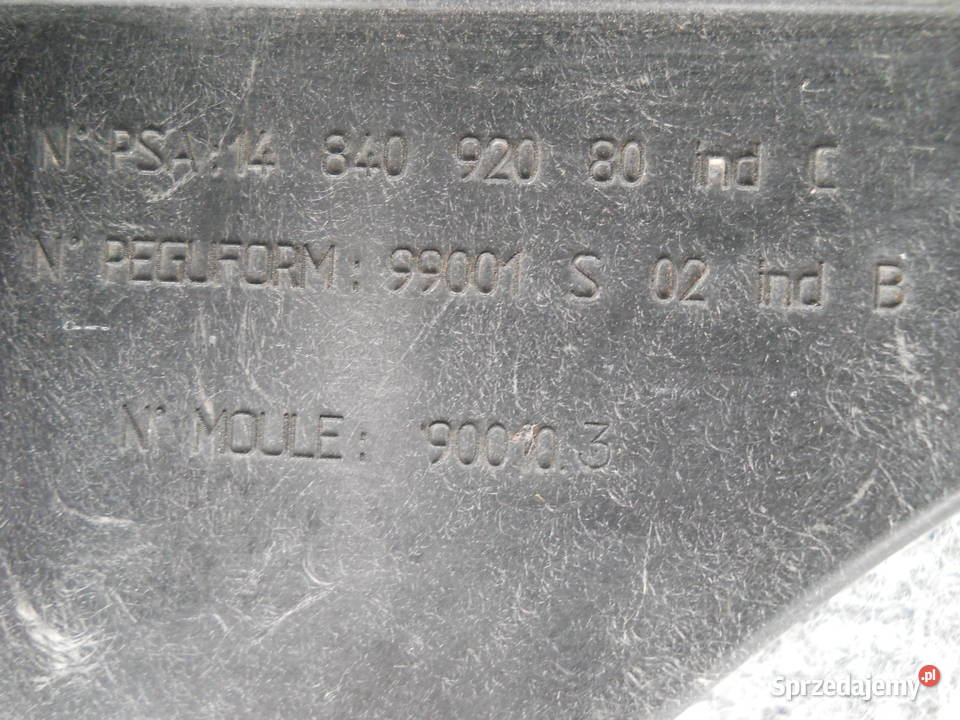 N° PSA:14 840 920 80 ind C
N° PEGUFORM: 99001 S 02 ind B
N° MOULE: 90010.3
Sprzedajemy.pl